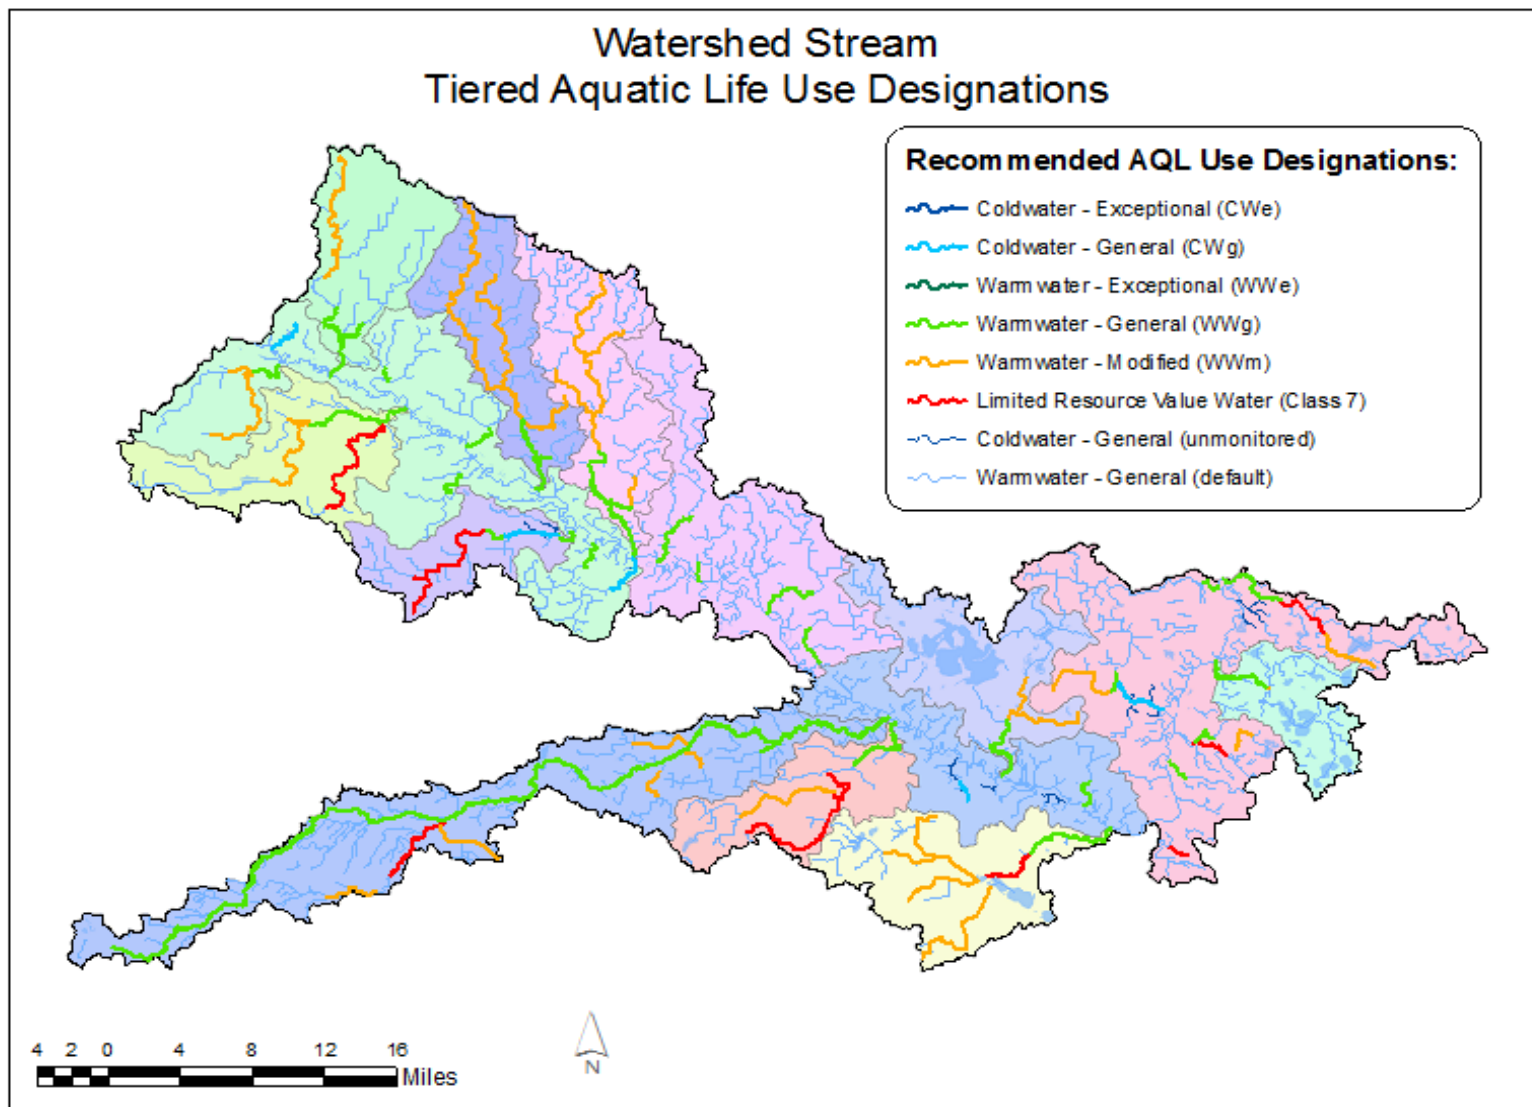 Watershed Stream
Tiered Aquatic Life Use Designations
Recommended AQL Use Designations:
Coldwater - Exceptional (CWe)
Coldwater - General (CWg)
Warmwater - Exceptional (WWe)
Warmwater - General (WWg)
Warmwater - Modified (WWm)
Limited Resource Value Water (Class 7)
Coldwater - General (unmonitored)
Warmwater - General (default)
4 2 0 4 8 12 16
Miles
N